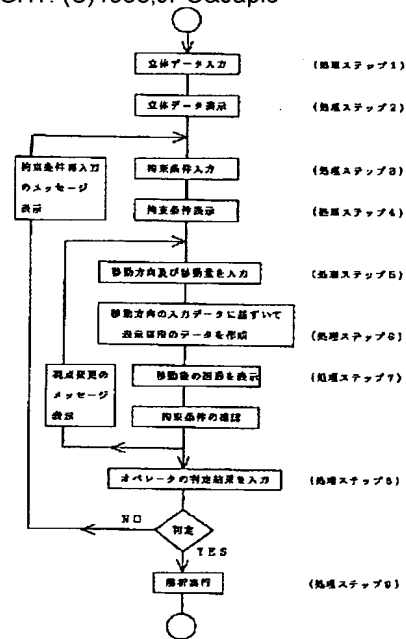 立体データ入力 (処理ステップ1)
立体データ表示 (処理ステップ2)
拘束条件再入力
のメッセージ
表示
拘束条件入力 (処理ステップ3)
拘束条件表示 (処理ステップ4)
移動方向及び移動量を入力 (処理ステップ5)
移動方向の入力データに基ずいて
データを作成 (処理ステップ6)
視点変更の
メッセージ
表示
移動後の図形を表示 (処理ステップ7)
拘束条件の確認
オペレータの判定結果を入力 (処理ステップ8)
NO
判定
YES
解析実行 (処理ステップ9)